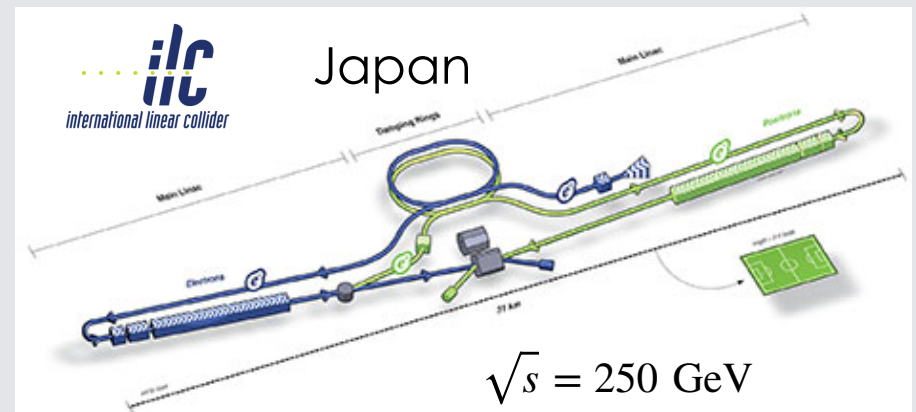 ilc
international linear collider
Japan
Main Linac
Damping Rings
Main Linac
Positrons
Electrons
31 km
√s = 250 GeV